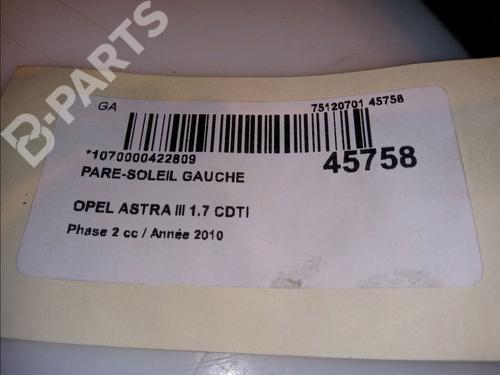 B-PARTS
GA
75120701 45758
*1070000422809
45758
PARE-SOLEIL GAUCHE
OPEL ASTRA III 1.7 CDTI
Phase 2 cc / Année 2010